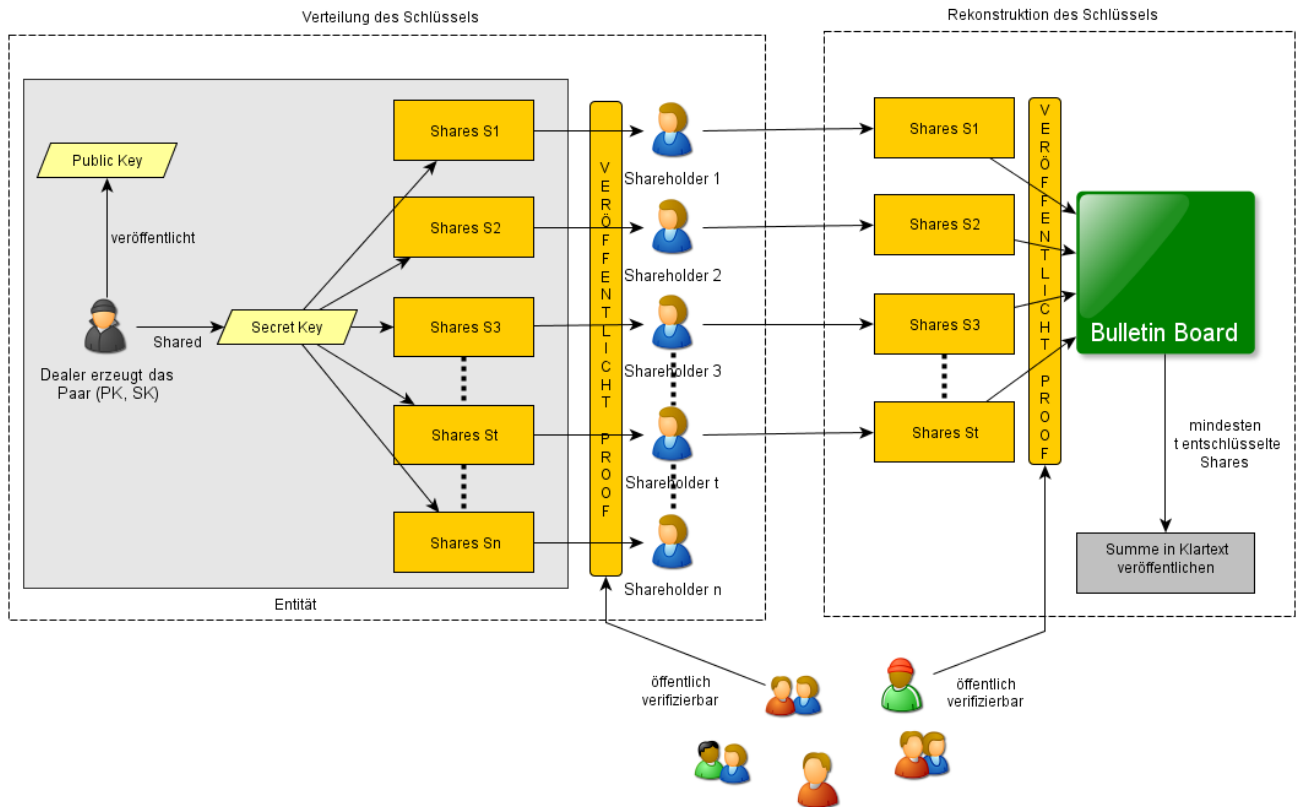 Verteilung des Schlüssels
Rekonstruktion des Schlüssels
Public Key
veröffentlicht
Dealer erzeugt das
Paar (PK, SK)
Shared
Secret Key
Shares S1
Shares S2
Shares S3
Shares St
Shares Sn
Entität
VERÖFFENTLICHT PROOF
Shareholder 1
Shareholder 2
Shareholder 3
Shareholder t
Shareholder n
Shares S1
Shares S2
Shares S3
Shares St
VERÖFFENTLICHT PROOF
Bulletin Board
mindesten
t entschlüsselte
Shares
Summe in Klartext
veröffentlichen
öffentlich
verifizierbar
öffentlich
verifizierbar